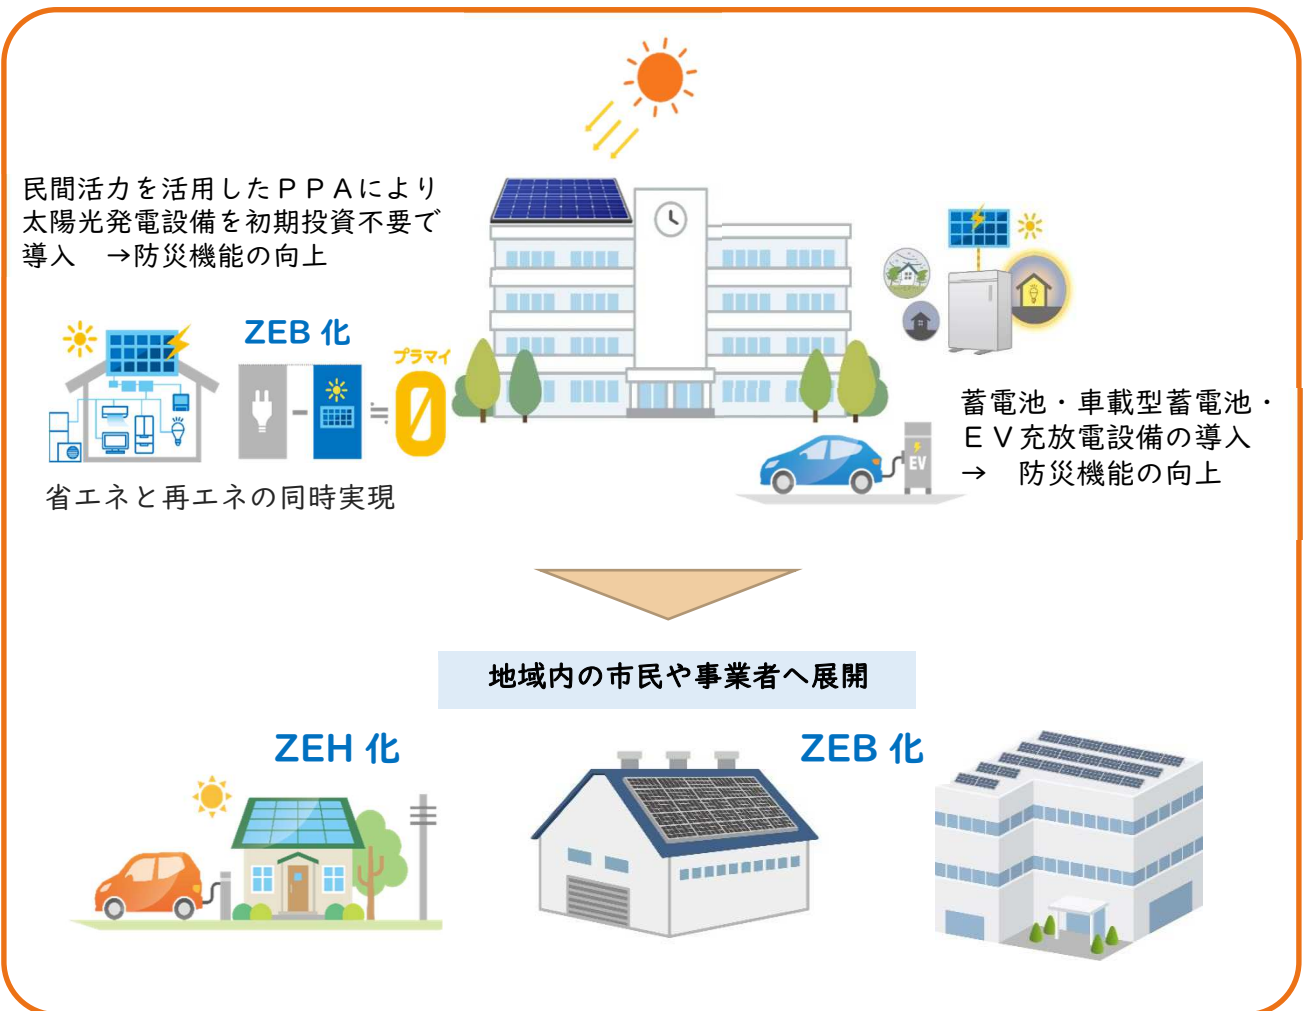 民間活力を活用したＰＰＡにより
太陽光発電設備を初期投資不要で
導入　→防災機能の向上
ZEB 化
プラマイ
0
≒
省エネと再エネの同時実現
EV
蓄電池・車載型蓄電池・
ＥＶ充放電設備の導入
→　防災機能の向上
地域内の市民や事業者へ展開
ZEH 化
ZEB 化